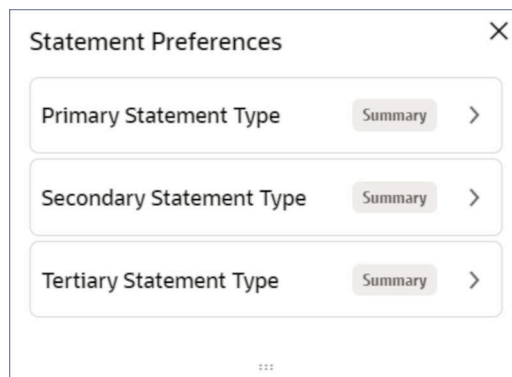 Statement Preferences
Primary Statement Type Summary
Secondary Statement Type Summary
Tertiary Statement Type Summary